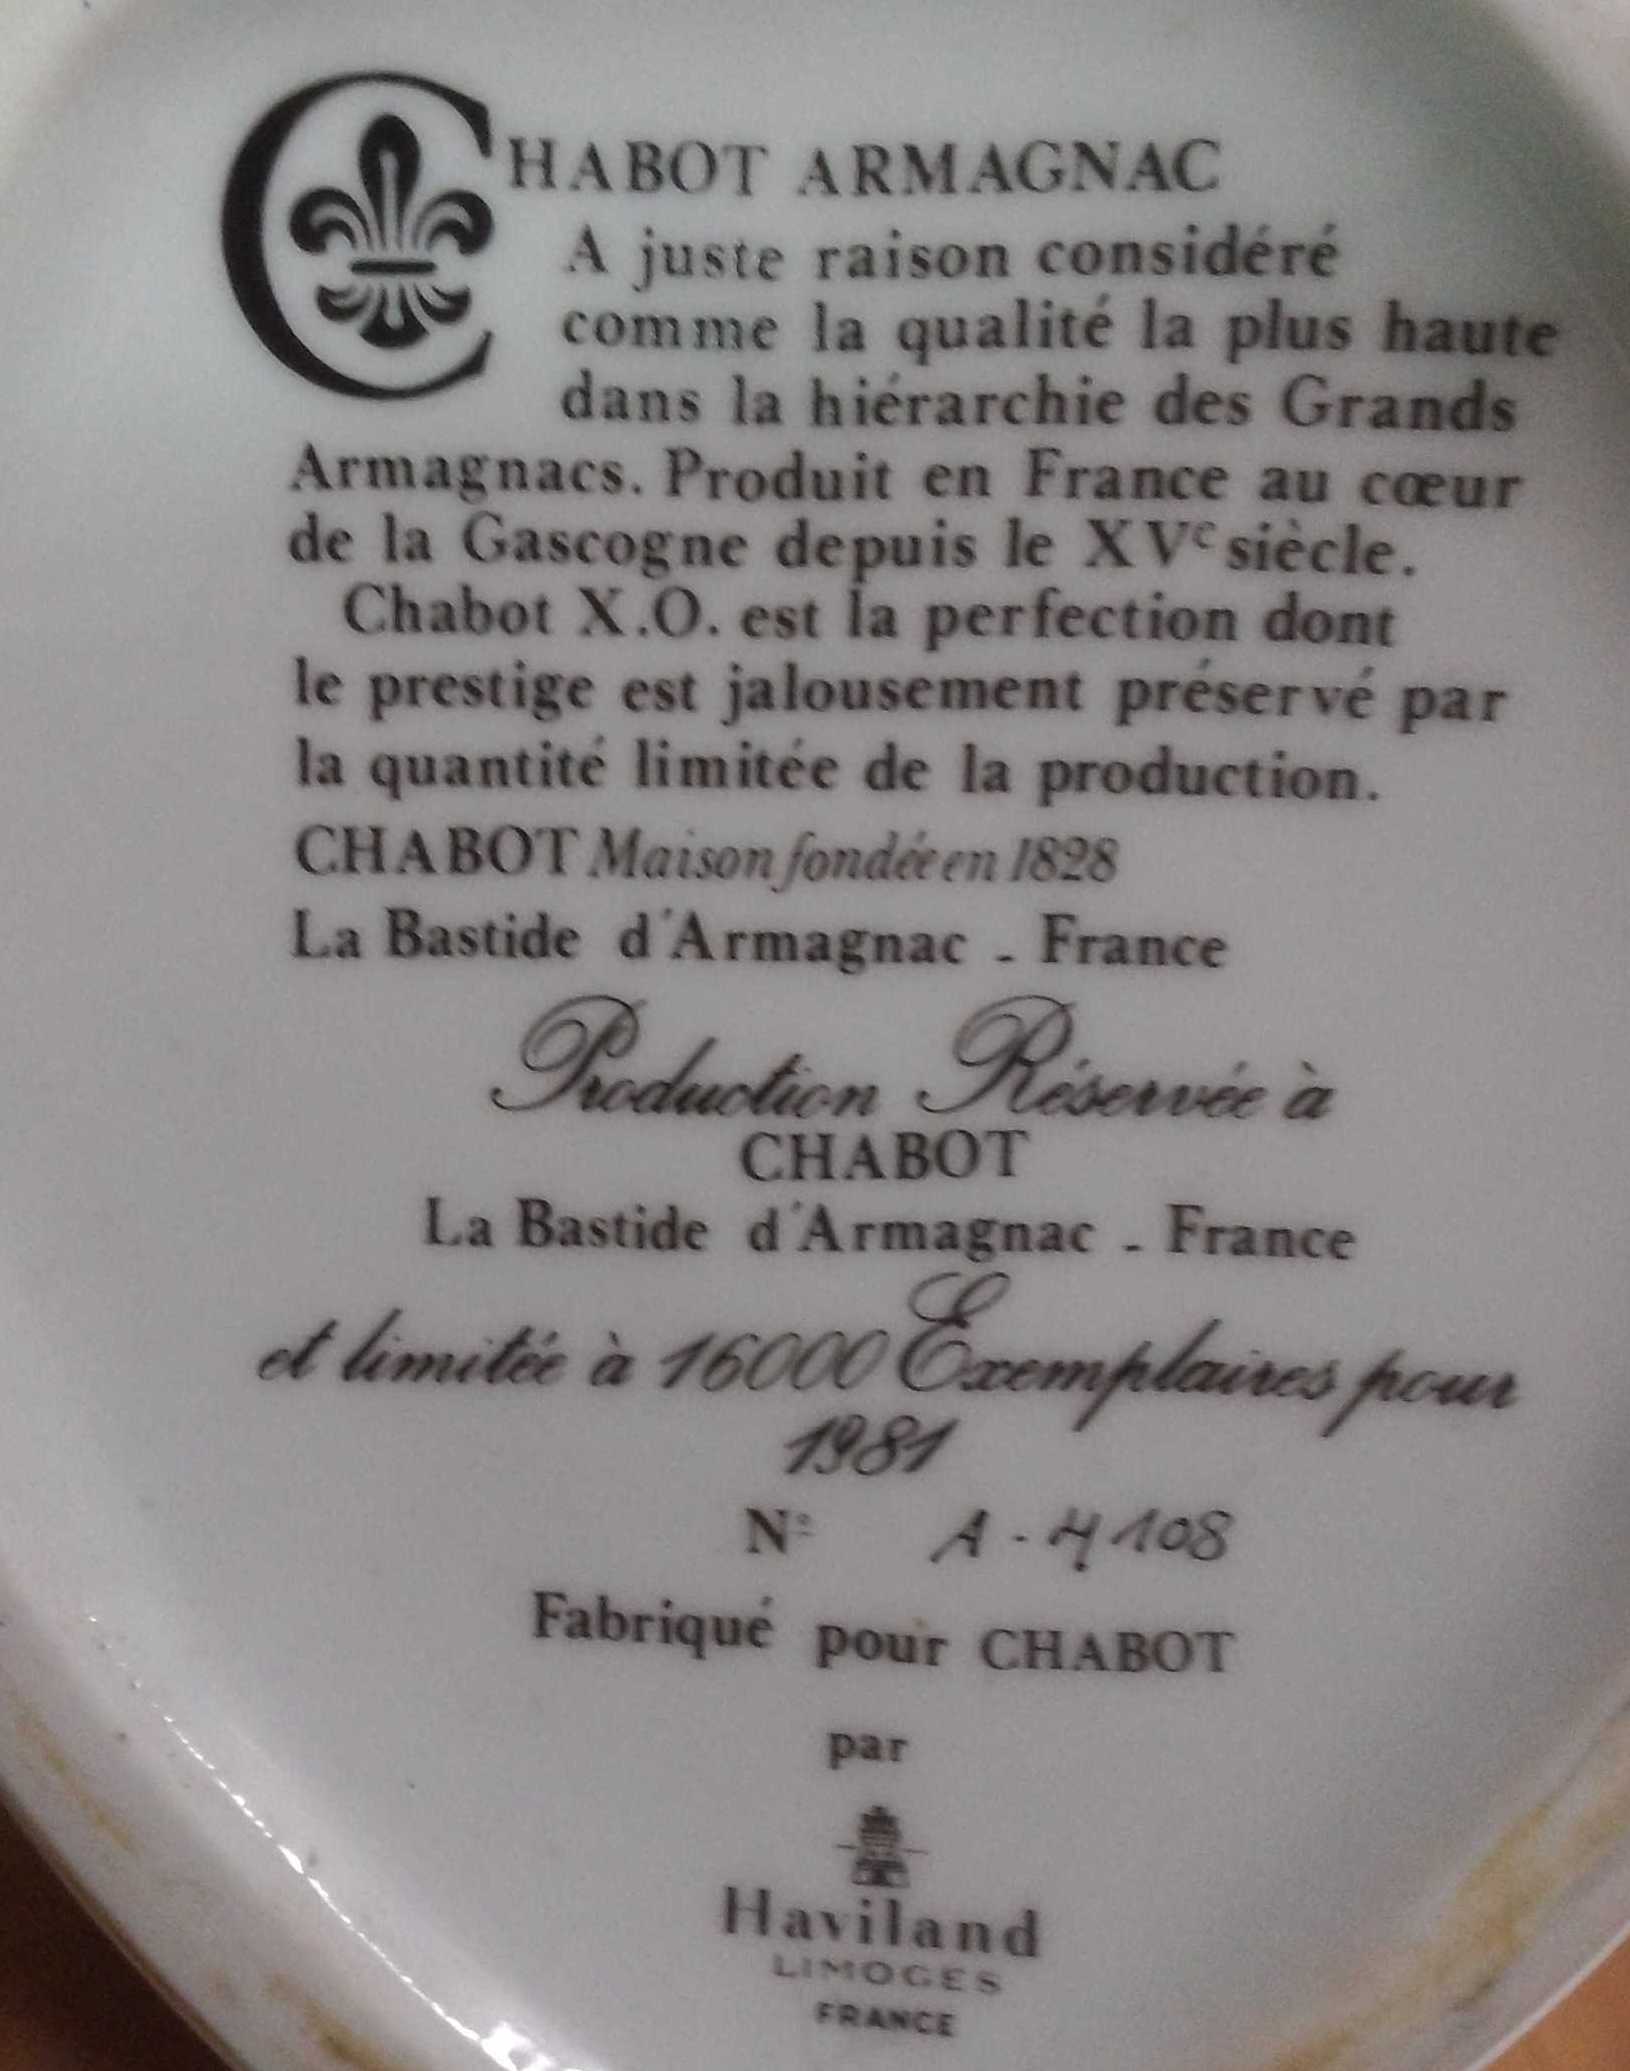 CHABOT ARMAGNAC
A juste raison considéré
comme la qualité la plus haute
dans la hiérarchie des Grands
Armagnacs. Produit en France au cœur
de la Gascogne depuis le XVe siècle.
Chabot X.O. est la perfection dont
le prestige est jalousement préservé par
la quantité limitée de la production.
CHABOT Maison fondée en 1828
La Bastide d'Armagnac - France
Production Réservée à
CHABOT
La Bastide d'Armagnac - France
et limitée à 16000 Exemplaires pour
1981
N° A-4108
Fabriqué pour CHABOT
par
Haviland
LIMOGES
FRANCE